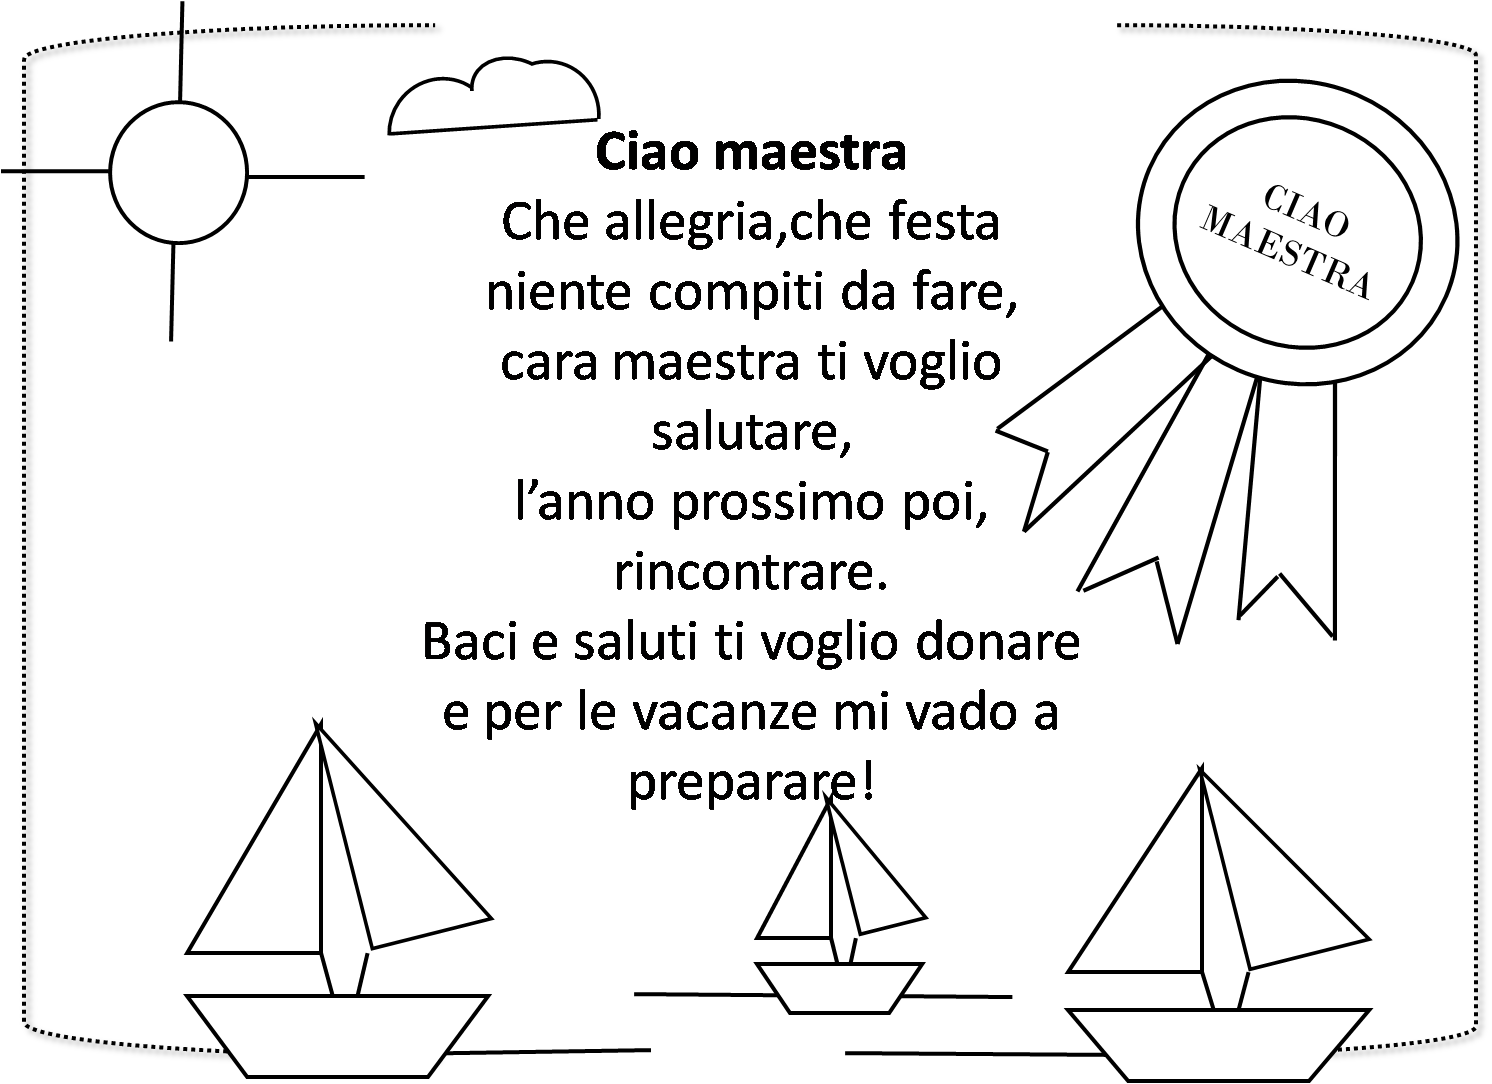 Ciao maestra
Che allegria,che festa
niente compiti da fare,
cara maestra ti voglio
salutare,
l’anno prossimo poi,
rincontrare.
Baci e saluti ti voglio donare
e per le vacanze mi vado a
preparare!
CIAO
MAESTRA